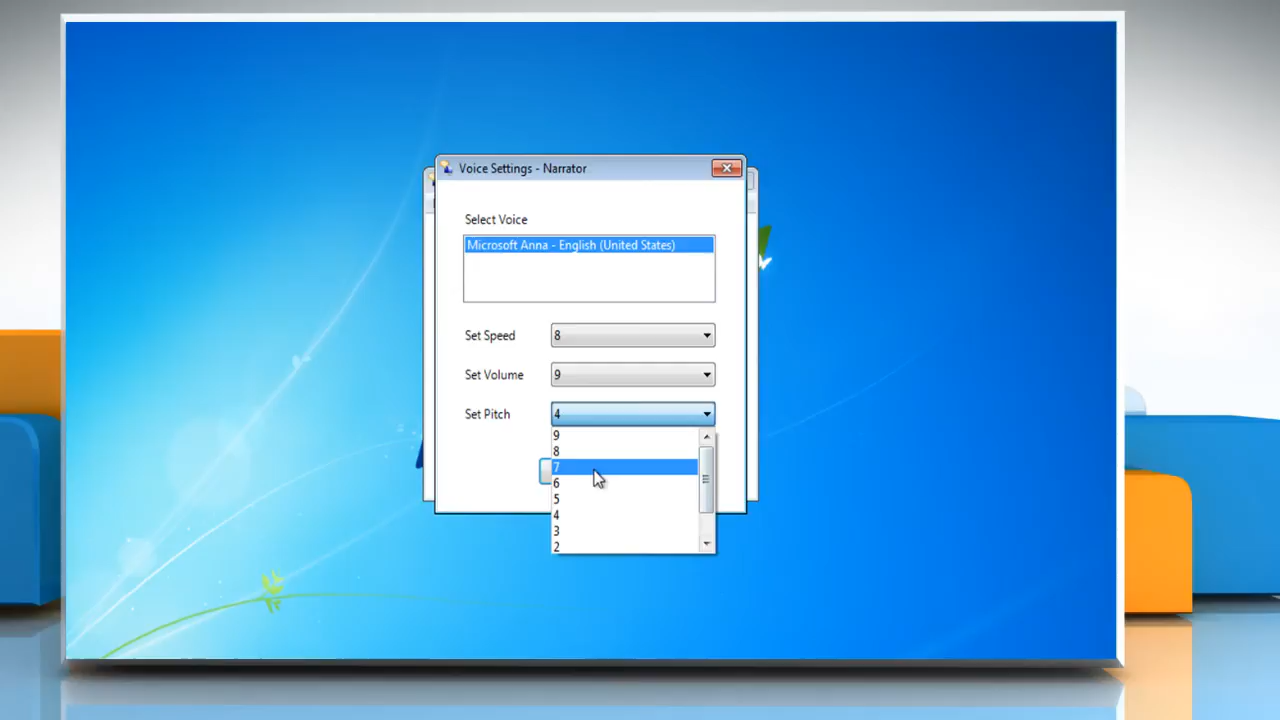 Voice Settings - Narrator
Select Voice
Microsoft Anna - English (United States)
Set Speed 8
Set Volume 9
Set Pitch 4
9
8
7
6
5
4
3
2